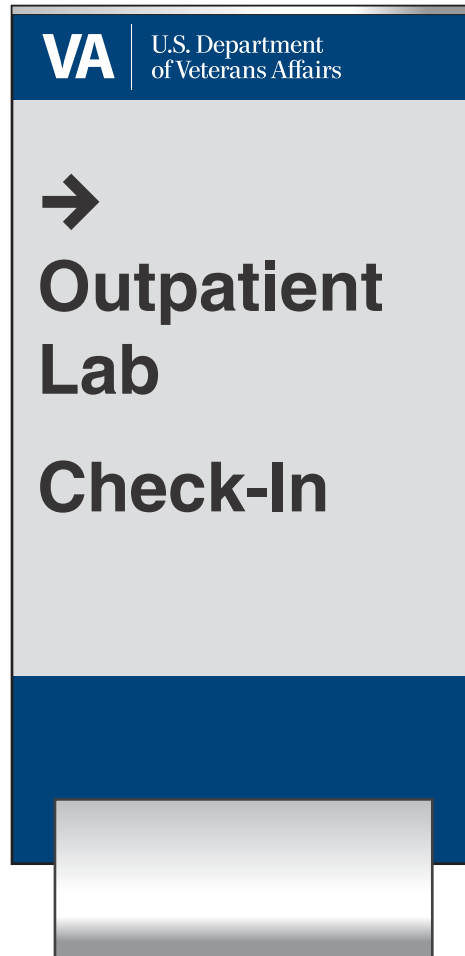 VA
U.S. Department
of Veterans Affairs
→
Outpatient
Lab
Check-In